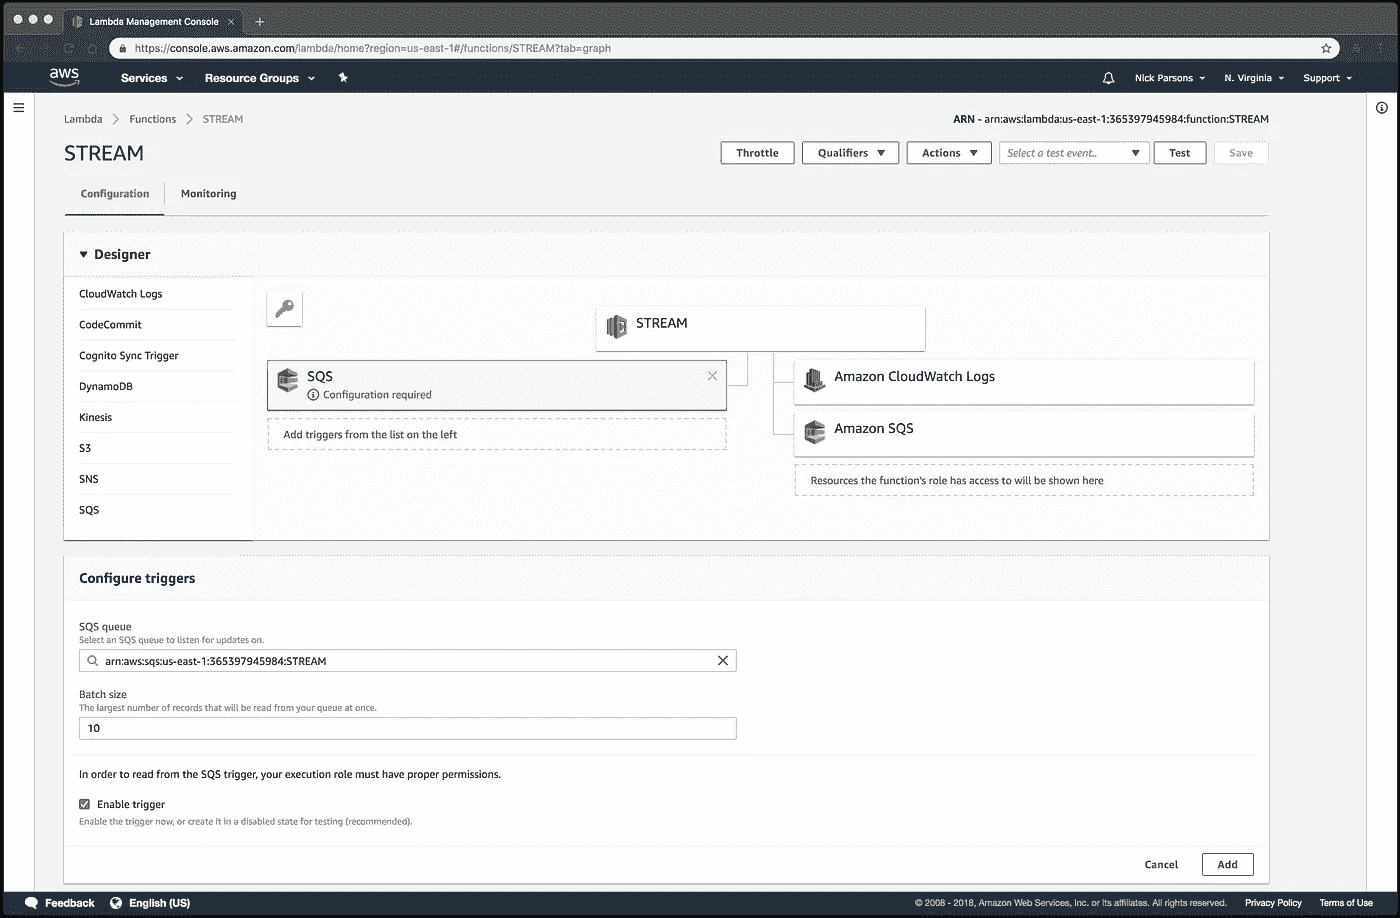 Lambda Management Console
https://console.aws.amazon.com/lambda/home?region=us-east-1#/functions/STREAM?tab=graph
aws Services Resource Groups Nick Parsons N. Virginia Support
Lambda Functions STREAM ARN - arn:aws:lambda:us-east-1:365397945984:function:STREAM
STREAM Throttle Qualifiers Actions Select a test event.. Test Save
Configuration Monitoring
Designer
CloudWatch Logs
CodeCommit
Cognito Sync Trigger
DynamoDB
Kinesis
S3
SNS
SQS
STREAM
SQS
Configuration required
Add triggers from the list on the left
Amazon CloudWatch Logs
Amazon SQS
Resources the function's role has access to will be shown here
Configure triggers
SQS queue
Select an SQS queue to listen for updates on.
arn:aws:sqs:us-east-1:365397945984:STREAM
Batch size
The largest number of records that will be read from your queue at once.
10
In order to read from the SQS trigger, your execution role must have proper permissions.
Enable trigger
Enable the trigger now, or create it in a disabled state for testing (recommended).
Cancel Add
Feedback English (US) © 2008 - 2018, Amazon Web Services, Inc. or its affiliates. All rights reserved. Privacy Policy Terms of Use